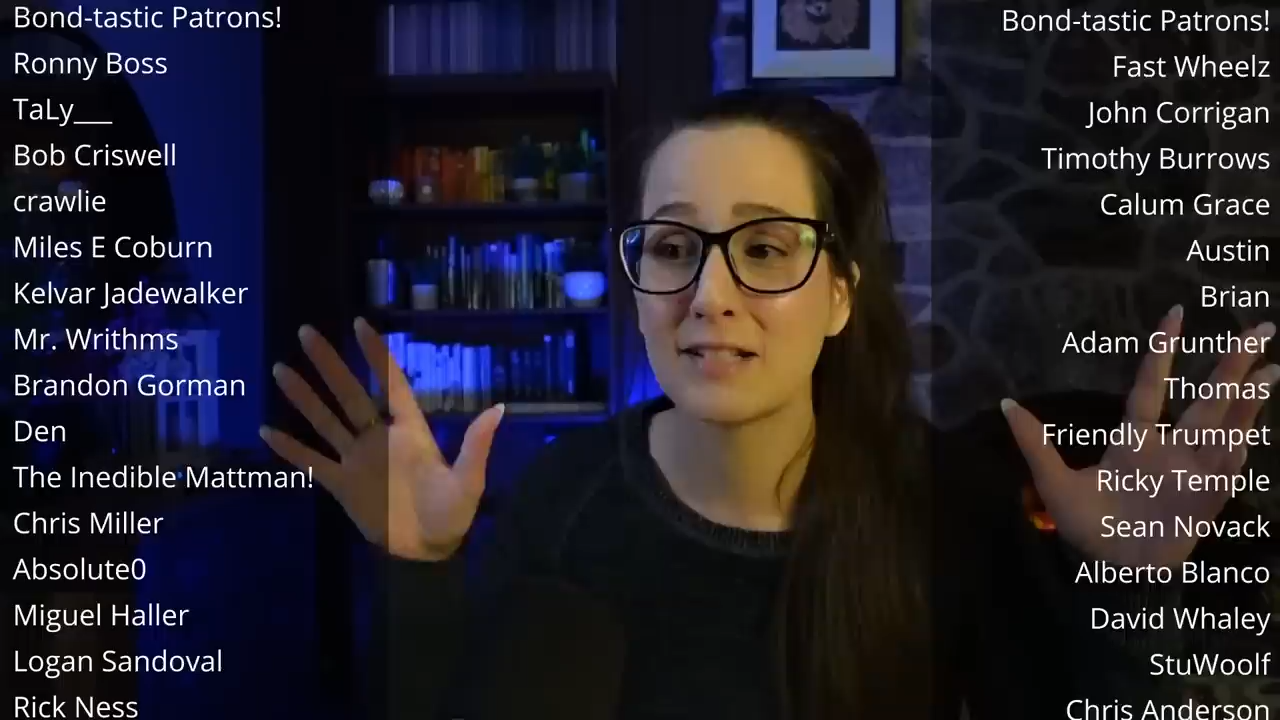 Bond-tastic Patrons!
Ronny Boss
TaLy___
Bob Criswell
crawlie
Miles E Coburn
Kelvar Jadewalker
Mr. Writhms
Brandon Gorman
Den
The Inedible Mattman!
Chris Miller
Absolute0
Miguel Haller
Logan Sandoval
Rick Ness
Bond-tastic Patrons!
Fast Wheelz
John Corrigan
Timothy Burrows
Calum Grace
Austin
Brian
Adam Grunther
Thomas
Friendly Trumpet
Ricky Temple
Sean Novack
Alberto Blanco
David Whaley
StuWoolf
Chris Anderson